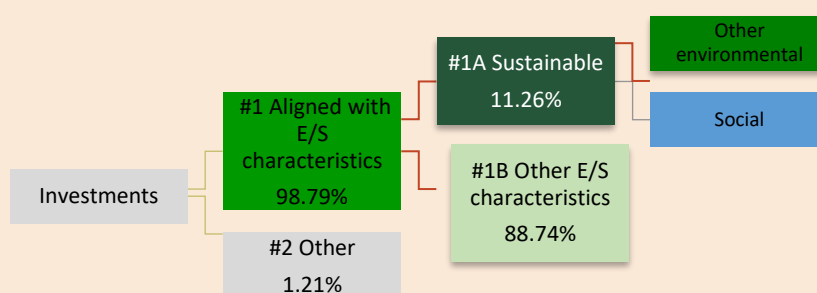 Investments
#1 Aligned with
E/S
characteristics
98.79%
#2 Other
1.21%
#1A Sustainable
11.26%
#1B Other E/S
characteristics
88.74%
Other
environmental
Social